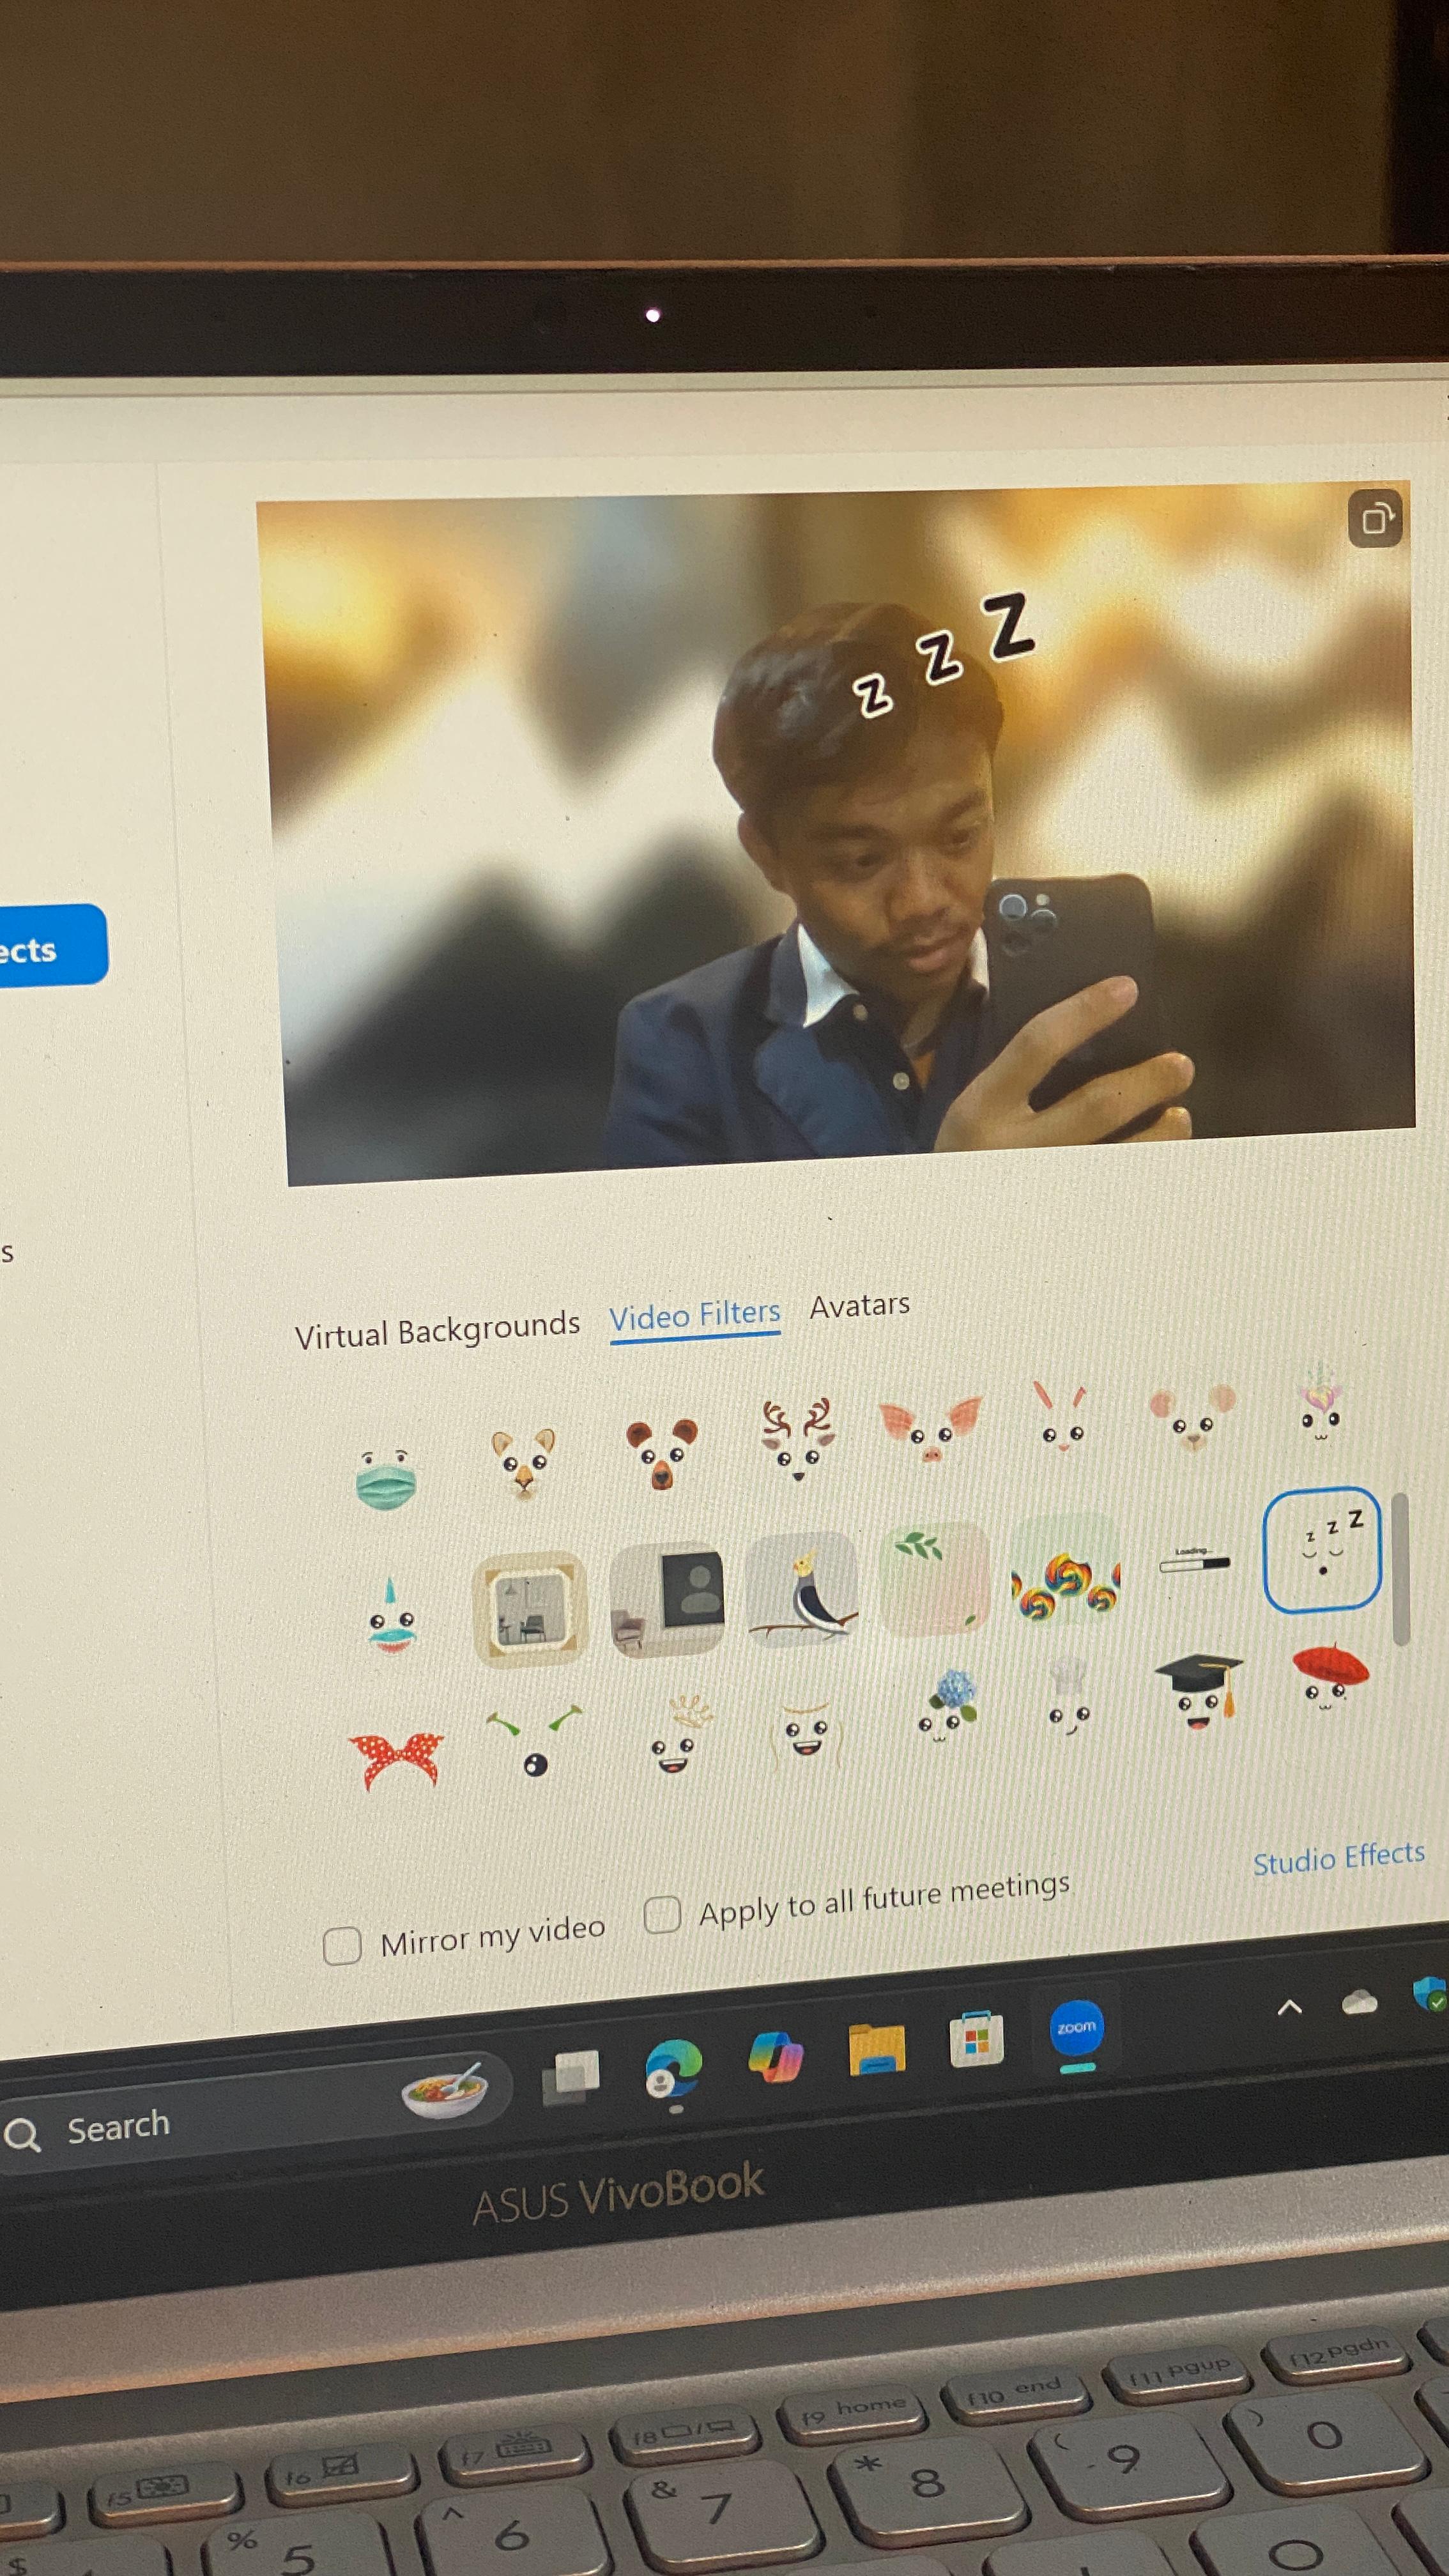 z z Z
ects
s
Virtual Backgrounds Video Filters Avatars
Loading...
z z Z
Studio Effects
Mirror my video Apply to all future meetings
Search
zoom
ASUS VivoBook
f5 f6 f7 f8 f9 home f10 end f11 pgup f12 pgdn
$ % 5 ^ 6 & 7 * 8 ( 9 ) 0
O